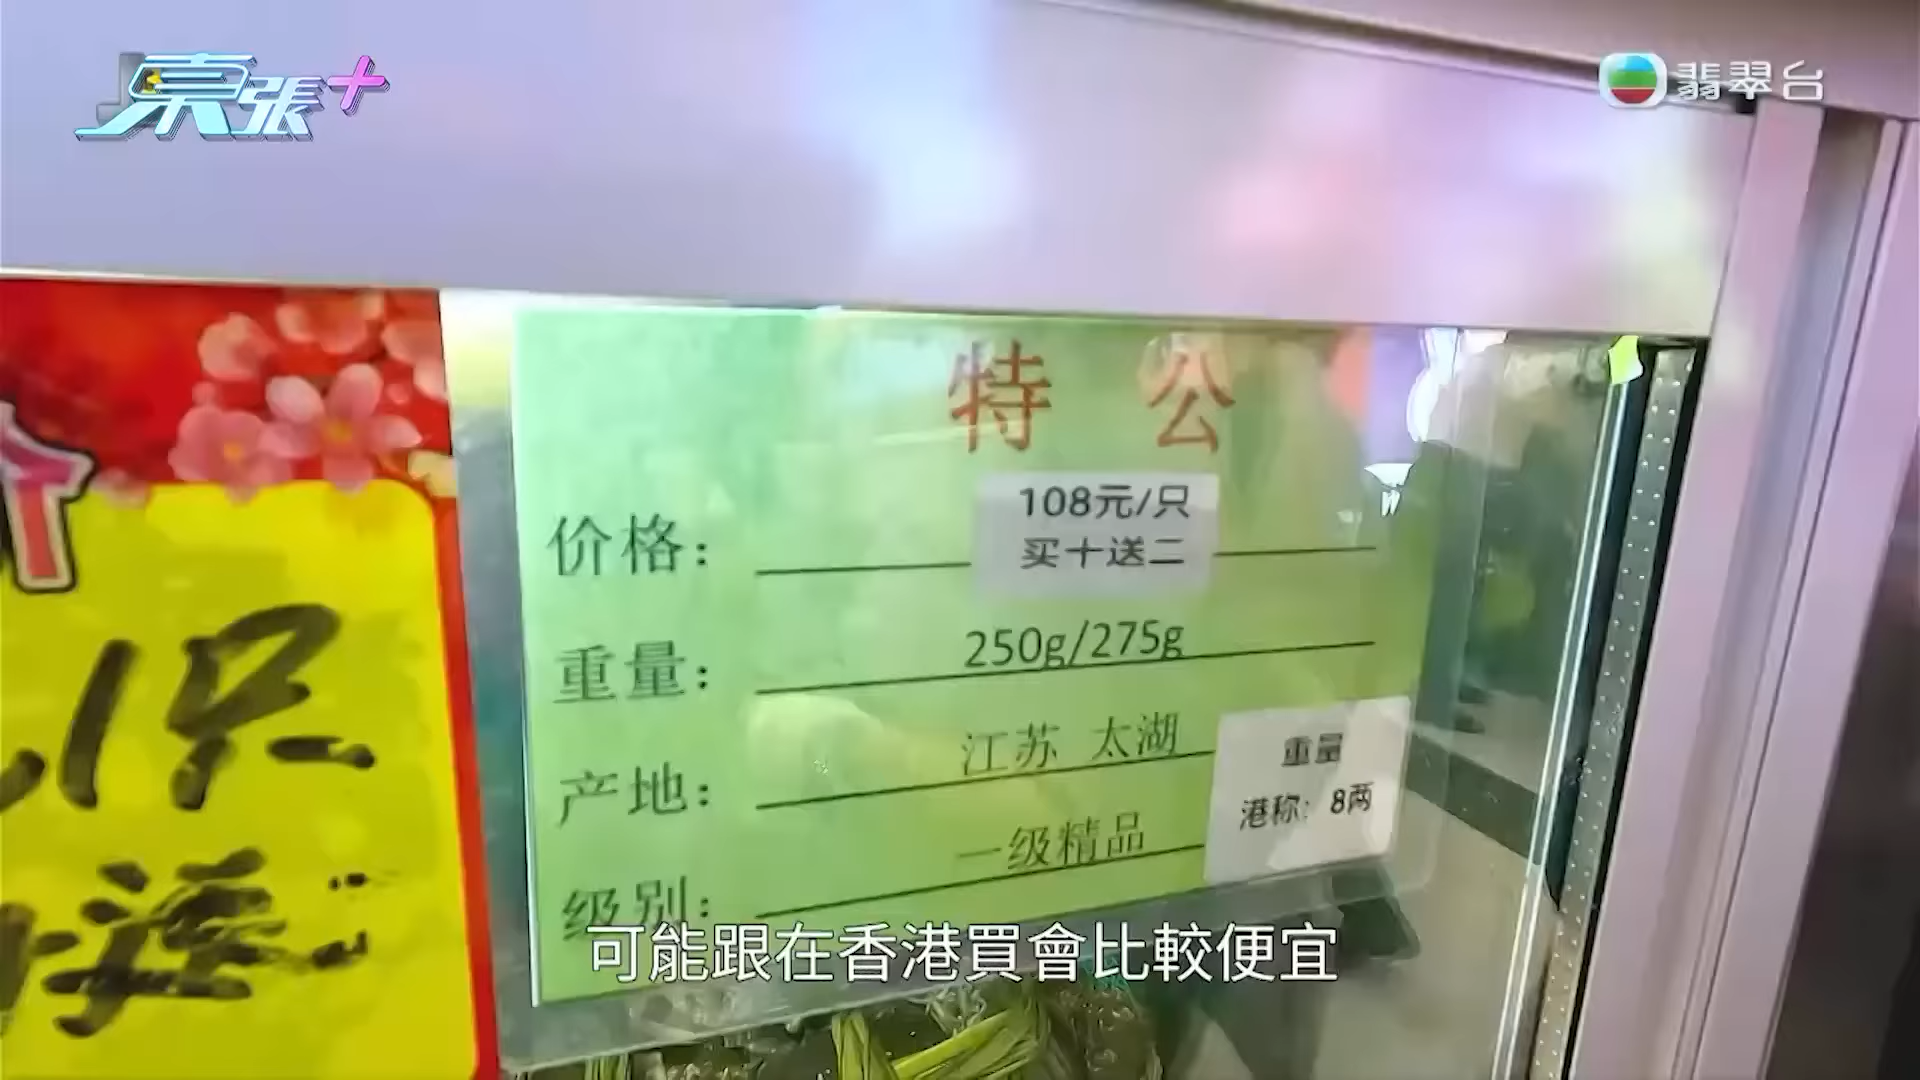 東張+
翡翠台
特 公
价格：
108元/只
买十送二
重量：
250g/275g
产地：
江苏 太湖
级别：
一级精品
重量
港称：8两
只
可能跟在香港買會比較便宜